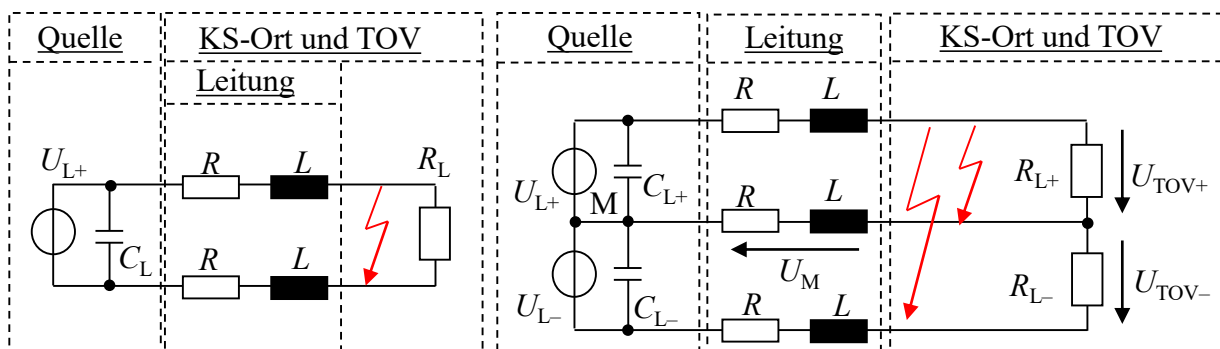 Quelle
KS-Ort und TOV
Leitung
U_L+
R
L
R_L
C_L
R
L
Quelle
Leitung
KS-Ort und TOV
R
L
U_L+
M
C_L+
R
L
R_L+
U_TOV+
U_M
U_L–
C_L–
R
L
R_L–
U_TOV–